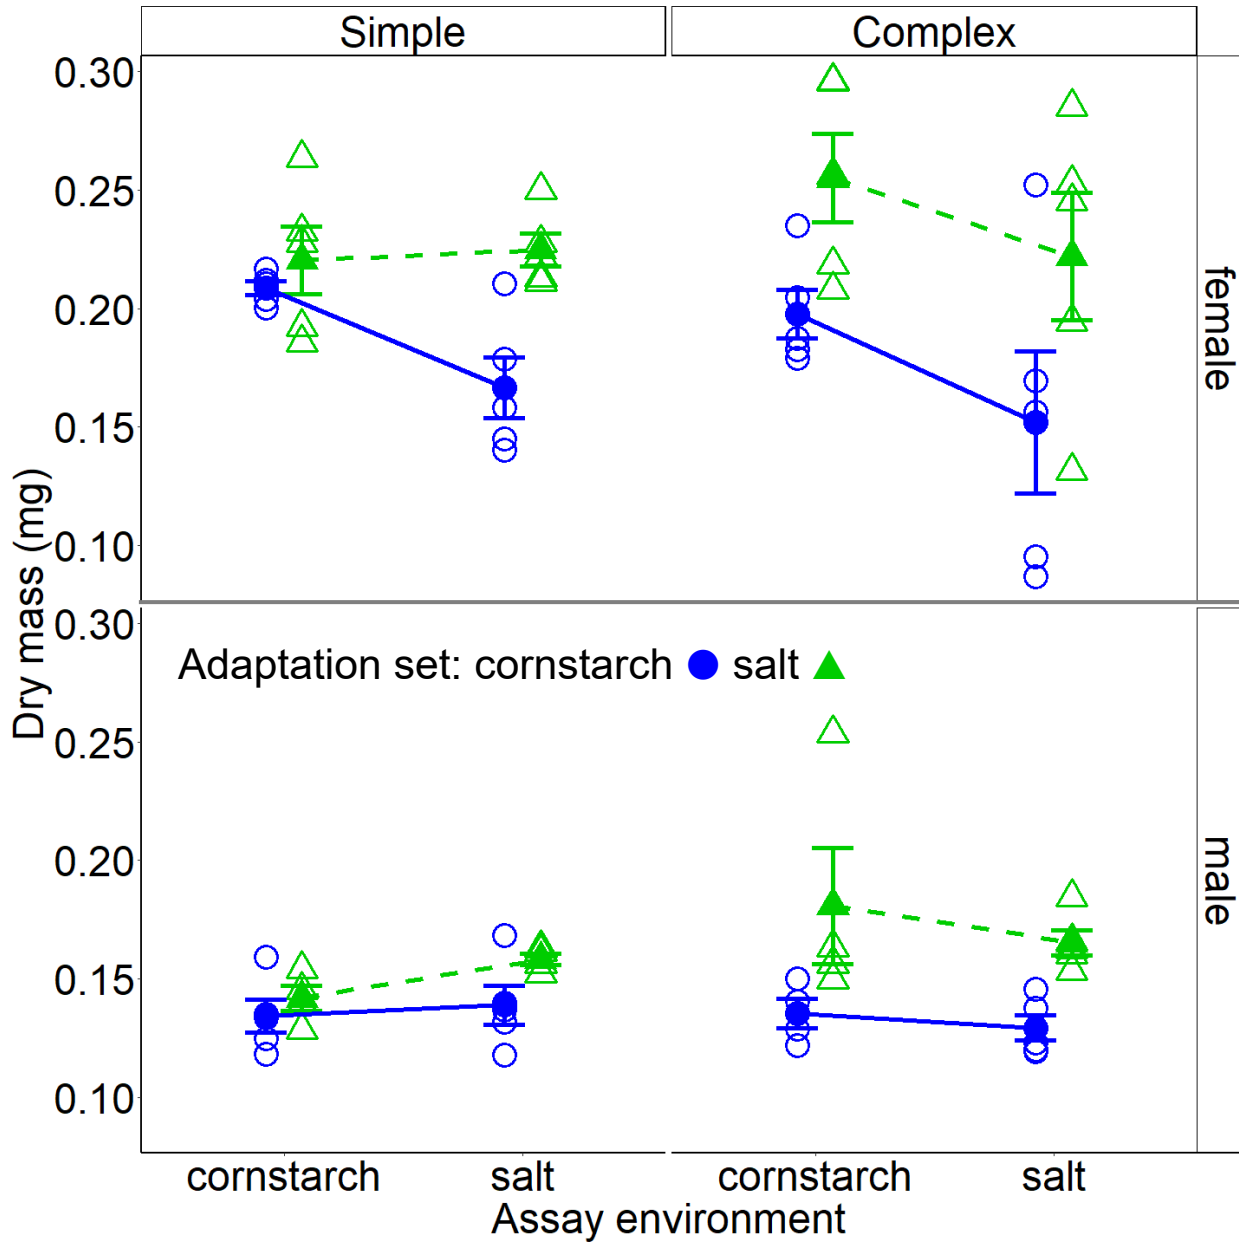 Simple Complex
0.30
0.25
0.20
0.15
0.10
female
Dry mass (mg)
0.30
0.25
0.20
0.15
0.10
Adaptation set: cornstarch salt
male
cornstarch salt cornstarch salt
Assay environment